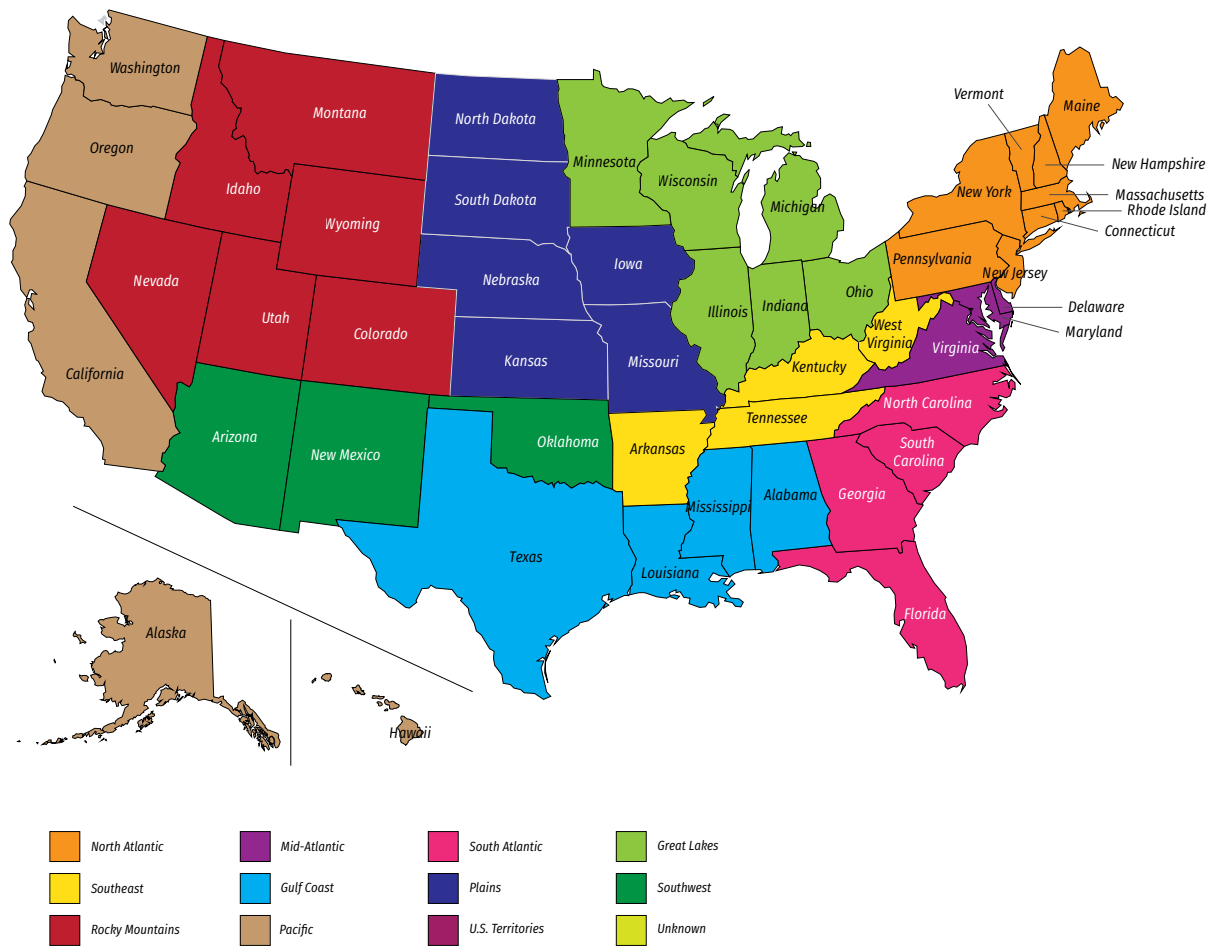 Washington
Oregon
California
Idaho
Montana
Wyoming
Nevada
Utah
Colorado
Arizona
New Mexico
North Dakota
South Dakota
Nebraska
Kansas
Iowa
Missouri
Oklahoma
Texas
Minnesota
Wisconsin
Michigan
Illinois
Indiana
Ohio
Kentucky
West
Virginia
Tennessee
Arkansas
Louisiana
Mississippi
Alabama
Georgia
Florida
South
Carolina
North Carolina
Virginia
Maryland
Delaware
New Jersey
Pennsylvania
New York
Connecticut
Rhode Island
Massachusetts
New Hampshire
Vermont
Maine
Alaska
Hawaii
North Atlantic
Mid-Atlantic
South Atlantic
Great Lakes
Southeast
Gulf Coast
Plains
Southwest
Rocky Mountains
Pacific
U.S. Territories
Unknown